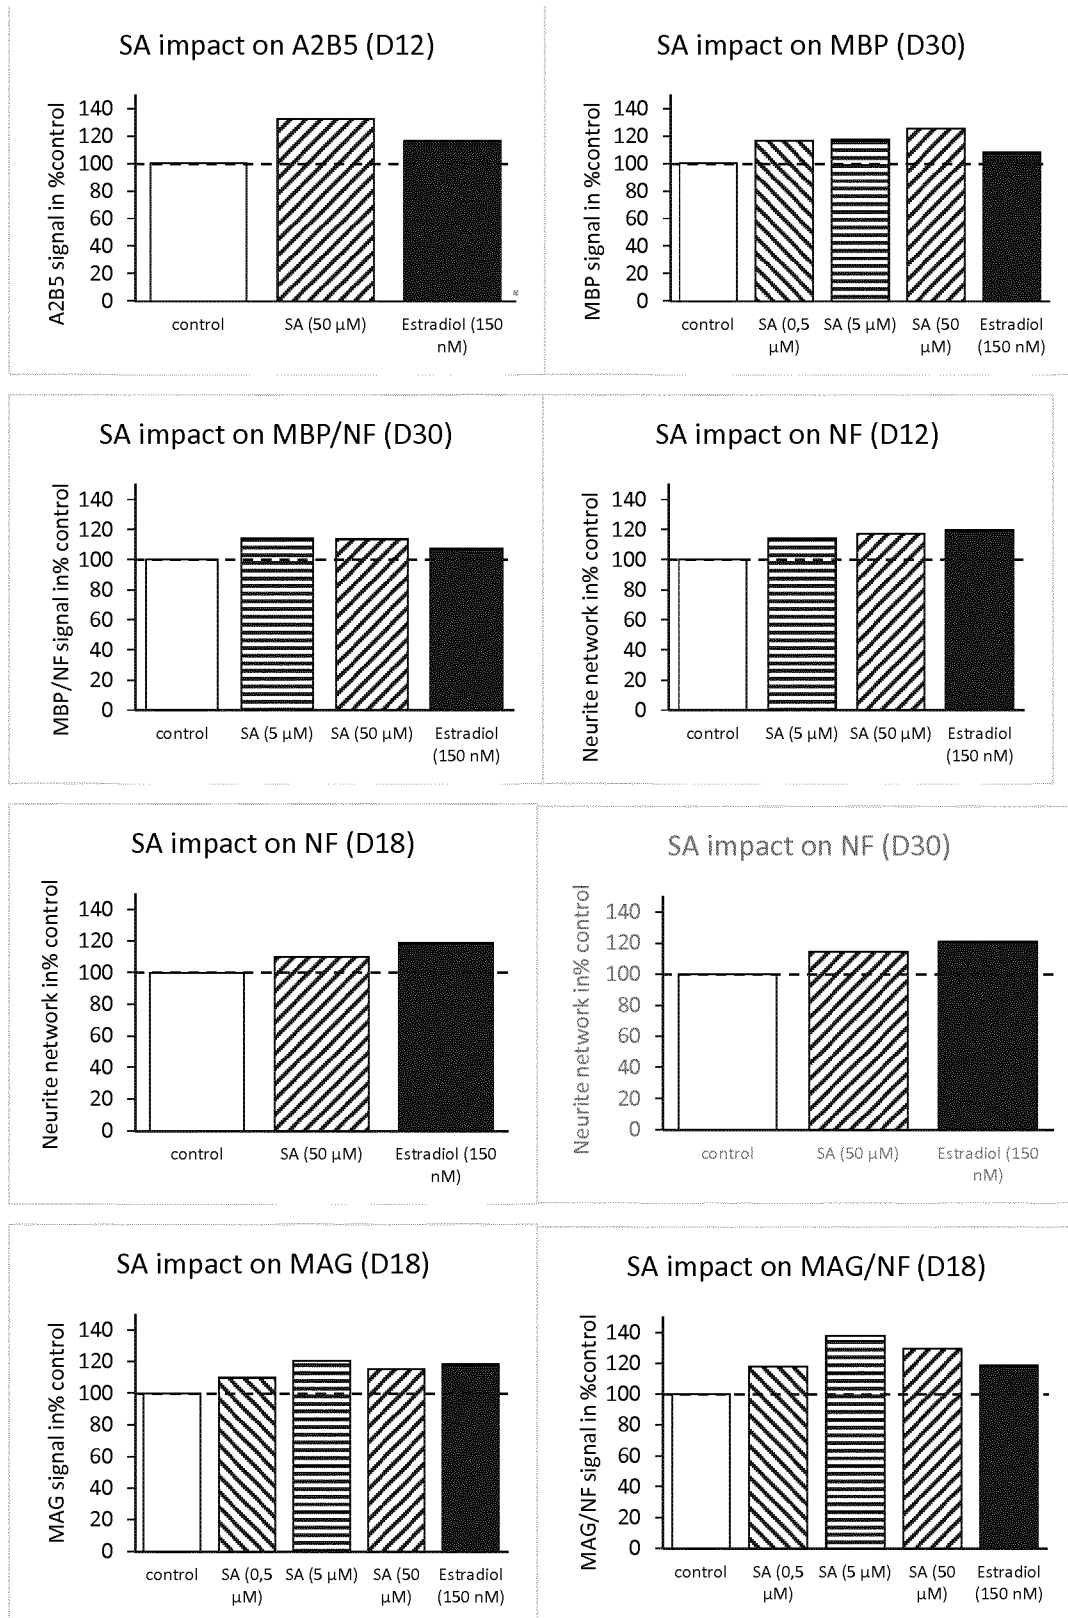 SA impact on A2B5 (D12)
A2B5 signal in %control
140
120
100
80
60
40
20
0
control
SA (50 µM)
Estradiol (150
nM)
SA impact on MBP (D30)
MBP signal in %control
140
120
100
80
60
40
20
0
control
SA (0,5
µM)
SA (5 µM)
SA (50
µM)
Estradiol
(150 nM)
SA impact on MBP/NF (D30)
MBP/NF signal in% control
140
120
100
80
60
40
20
0
control
SA (5 µM)
SA (50 µM)
Estradiol
(150 nM)
SA impact on NF (D12)
Neurite network in% control
140
120
100
80
60
40
20
0
control
SA (5 µM)
SA (50 µM)
Estradiol
(150 nM)
SA impact on NF (D18)
Neurite network in% control
140
120
100
80
60
40
20
0
control
SA (50 µM)
Estradiol (150
nM)
SA impact on NF (D30)
Neurite network in% control
140
120
100
80
60
40
20
0
control
SA (50 µM)
Estradiol (150
nM)
SA impact on MAG (D18)
MAG signal in% control
140
120
100
80
60
40
20
0
control
SA (0,5
µM)
SA (5 µM)
SA (50
µM)
Estradiol
(150 nM)
SA impact on MAG/NF (D18)
MAG/NF signal in %control
140
120
100
80
60
40
20
0
control
SA (0,5
µM)
SA (5 µM)
SA (50
µM)
Estradiol
(150 nM)